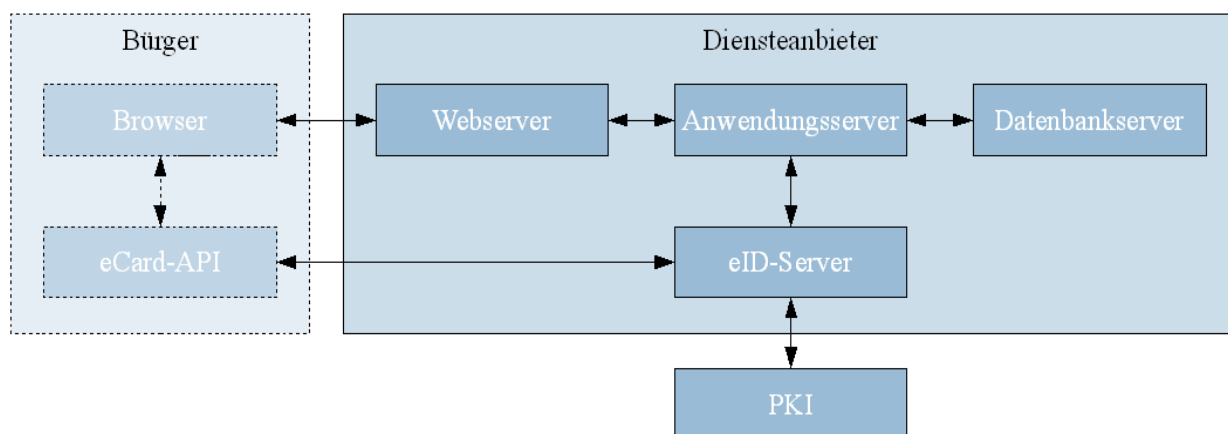 Bürger
Diensteanbieter
Browser
Webserver
Anwendungsserver
Datenbankserver
eCard-API
eID-Server
PKI